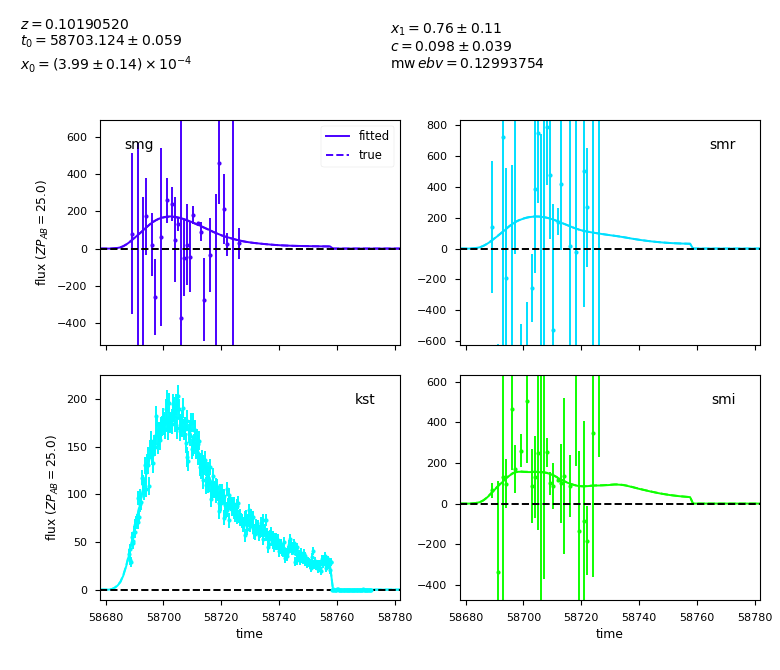 z = 0.10190520
t0 = 58703.124 ± 0.059
x0 = (3.99 ± 0.14) × 10^−4
x1 = 0.76 ± 0.11
c = 0.098 ± 0.039
mw ebv = 0.12993754
smg
fitted
true
600
400
200
0
−200
−400
flux (ZP_AB = 25.0)
smr
800
600
400
200
0
−200
−400
−600
kst
200
150
100
50
0
flux (ZP_AB = 25.0)
58680 58700 58720 58740 58760 58780
time
smi
600
400
200
0
−200
−400
58680 58700 58720 58740 58760 58780
time